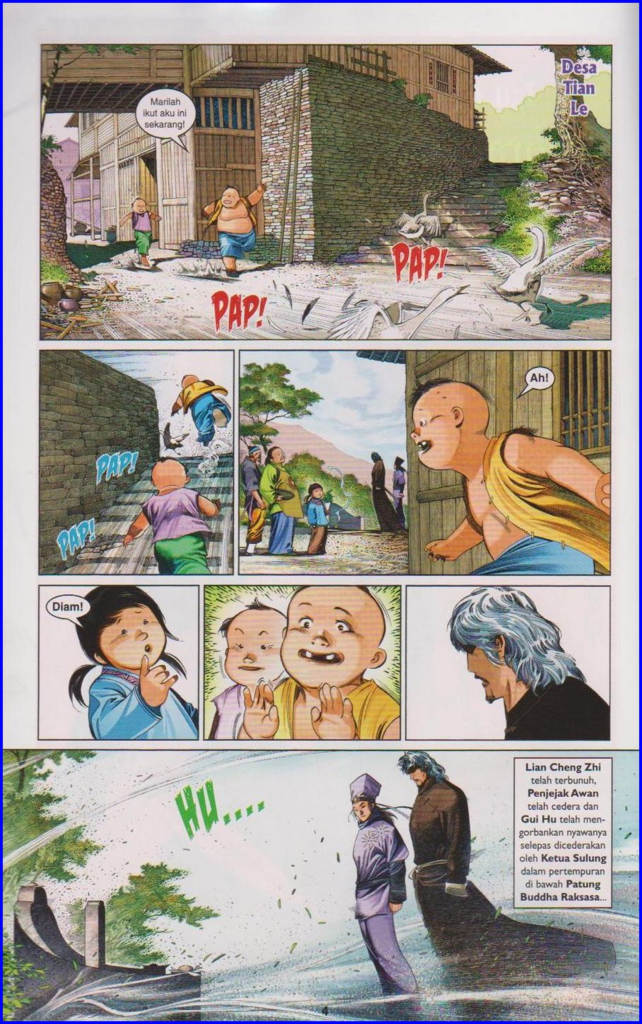 Desa
Tian
Le
Marilah
ikut aku ini
sekarang!
PAP!
PAP!
PAP!
PAP!
Ah!
Diam!
HU....
Lian Cheng Zhi
telah terbunuh,
Penjejak Awan
telah cedera dan
Gui Hu telah men-
gorbankan nyawanya
selepas dicederakan
oleh Ketua Sulung
dalam pertempuran
di bawah Patung
Buddha Raksasa...
4